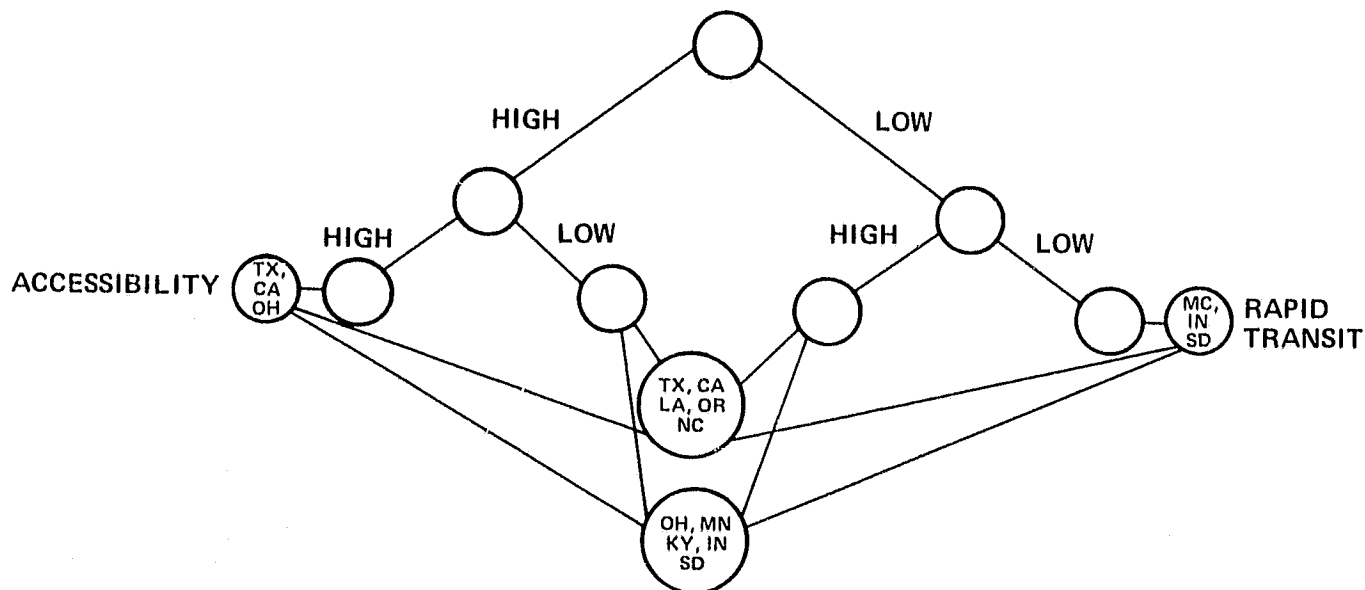 HIGH
LOW
HIGH
LOW
HIGH
LOW
ACCESSIBILITY
TX,
CA
OH
MC,
IN
SD
RAPID
TRANSIT
TX, CA
LA, OR
NC
OH, MN
KY, IN
SD